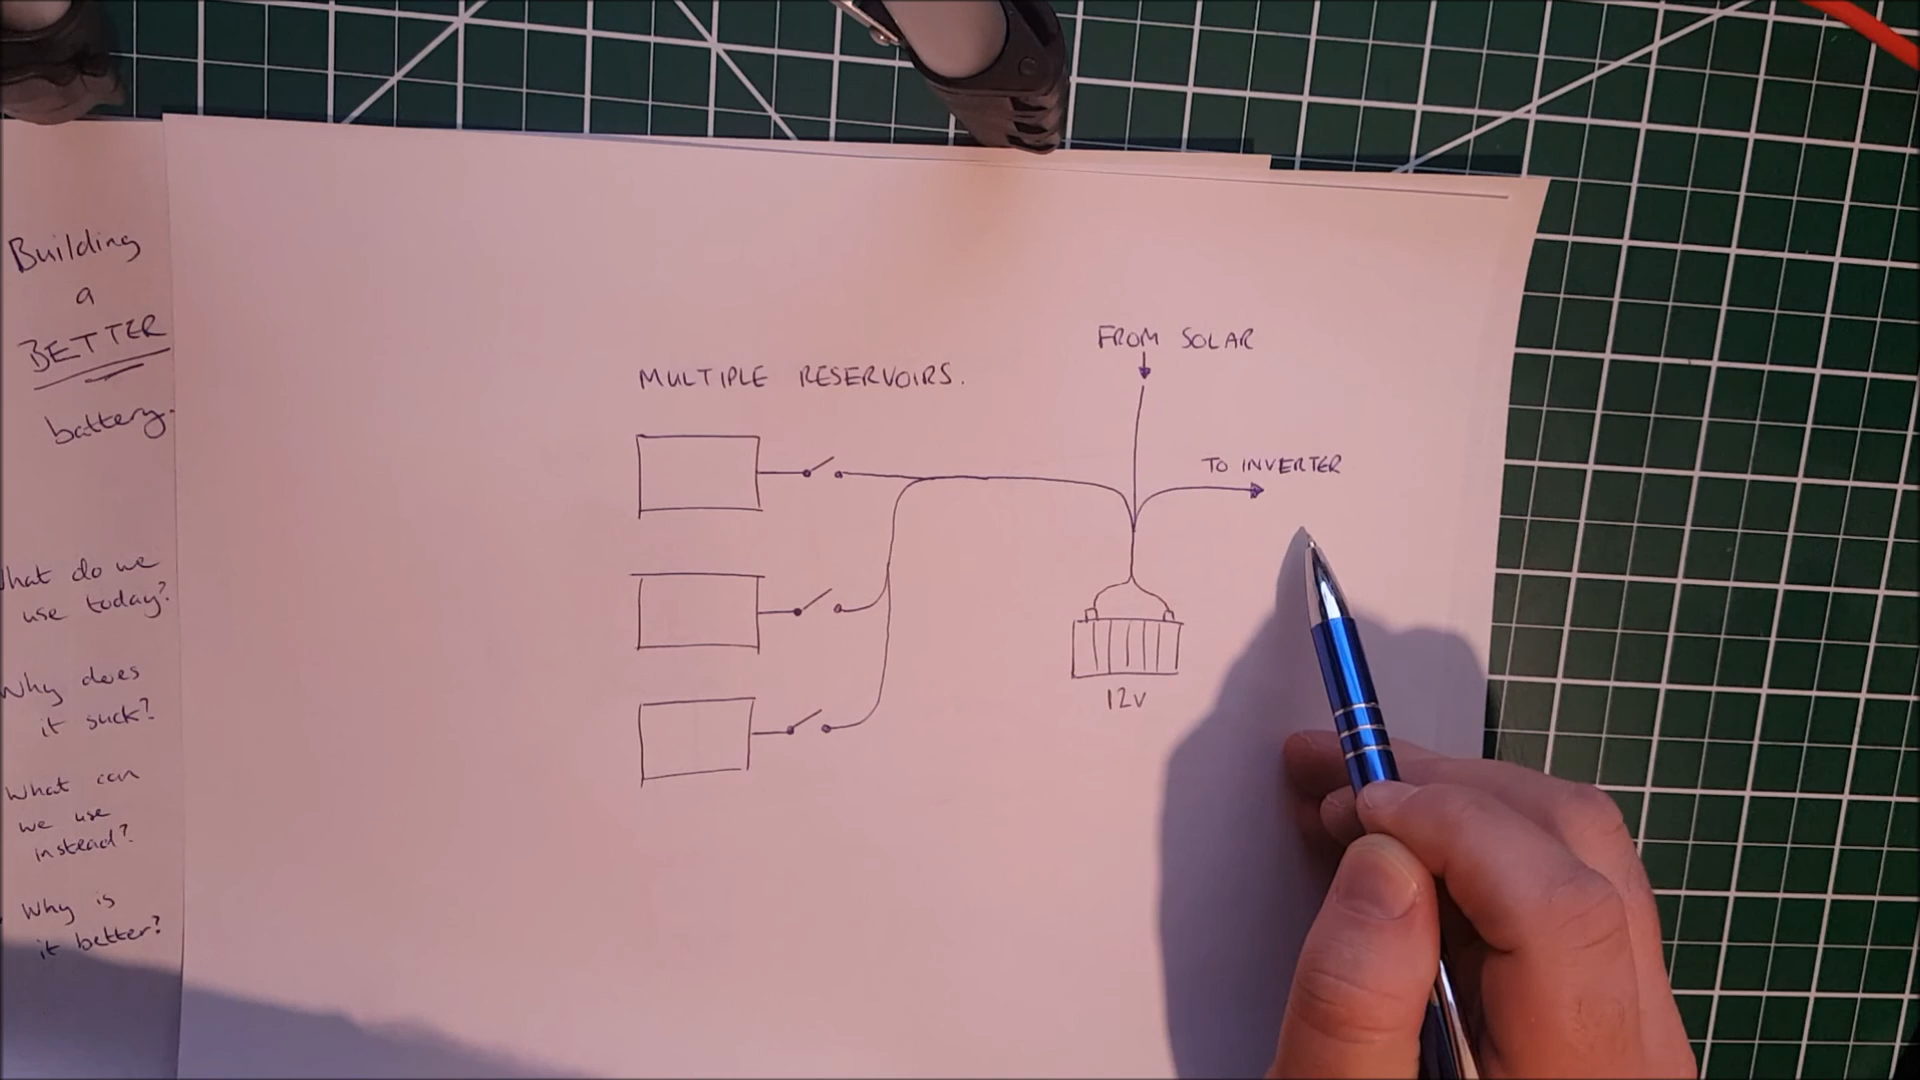 Building
a
BETTER
battery.
What do we
use today?
Why does
it suck?
What can
we use
instead?
Why is
it better?
MULTIPLE RESERVOIRS.
FROM SOLAR
TO INVERTER
12v